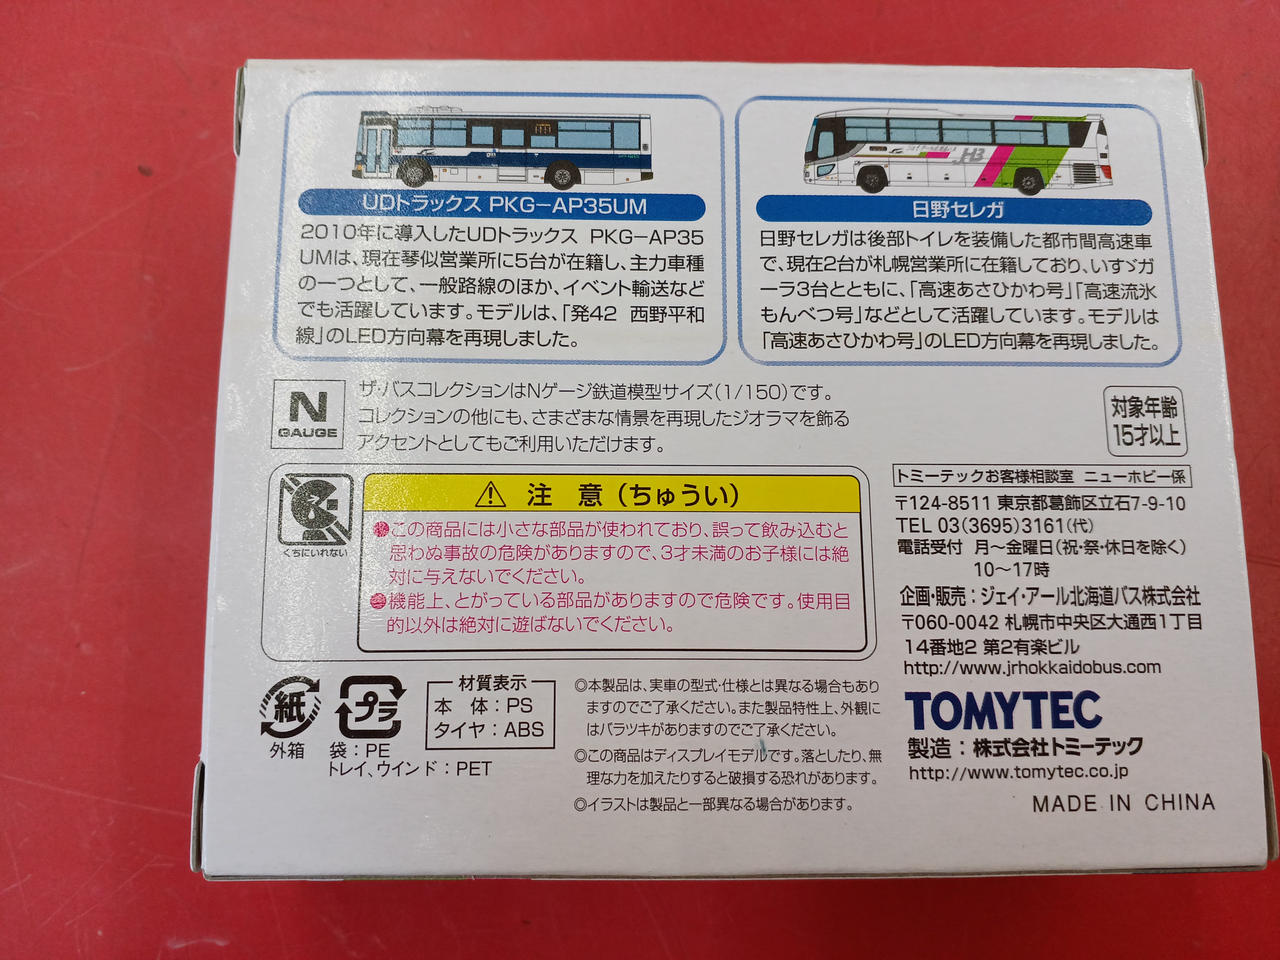 JHB
UDトラックス PKG-AP35UM
2010年に導入したUDトラックス PKG-AP35
UMは、現在琴似営業所に5台が在籍し、主力車種
の一つとして、一般路線のほか、イベント輸送など
でも活躍しています。モデルは、「発42 西野平和
線」のLED方向幕を再現しました。
日野セレガ
日野セレガは後部トイレを装備した都市間高速車
で、現在2台が札幌営業所に在籍しており、いすゞガ
ーラ3台とともに、「高速あさひかわ号」「高速流氷
もんべつ号」などとして活躍しています。モデルは
「高速あさひかわ号」のLED方向幕を再現しました。
N
GAUGE
ザ・バスコレクションはNゲージ鉄道模型サイズ(1/150)です。
コレクションの他にも、さまざまな情景を再現したジオラマを飾る
アクセントとしてもご利用いただけます。
対象年齢
15才以上
くちにいれない
注 意(ちゅうい)
●この商品には小さな部品が使われており、誤って飲み込むと
思わぬ事故の危険がありますので、3才未満のお子様には絶
対に与えないでください。
●機能上、とがっている部品がありますので危険です。使用目
的以外は絶対に遊ばないでください。
トミーテックお客様相談室 ニューホビー係
〒124-8511 東京都葛飾区立石7-9-10
TEL 03(3695)3161(代)
電話受付 月〜金曜日(祝・祭・休日を除く)
10〜17時
企画・販売:ジェイ・アール北海道バス株式会社
〒060-0042 札幌市中央区大通西1丁目
14番地2 第2有楽ビル
http://www.jrhokkaidobus.com
TOMYTEC
製造:株式会社トミーテック
http://www.tomytec.co.jp
MADE IN CHINA
紙
外箱
プラ
袋:PE
トレイ、ウインド:PET
材質表示
本 体:PS
タイヤ:ABS
◎本製品は、実車の型式・仕様とは異なる場合もあり
ますのでご了承ください。また製品特性上、外観に
はバラツキがありますのでご了承ください。
◎この商品はディスプレイモデルです。落としたり、無
理な力を加えたりすると破損する恐れがあります。
◎イラストは製品と一部異なる場合があります。